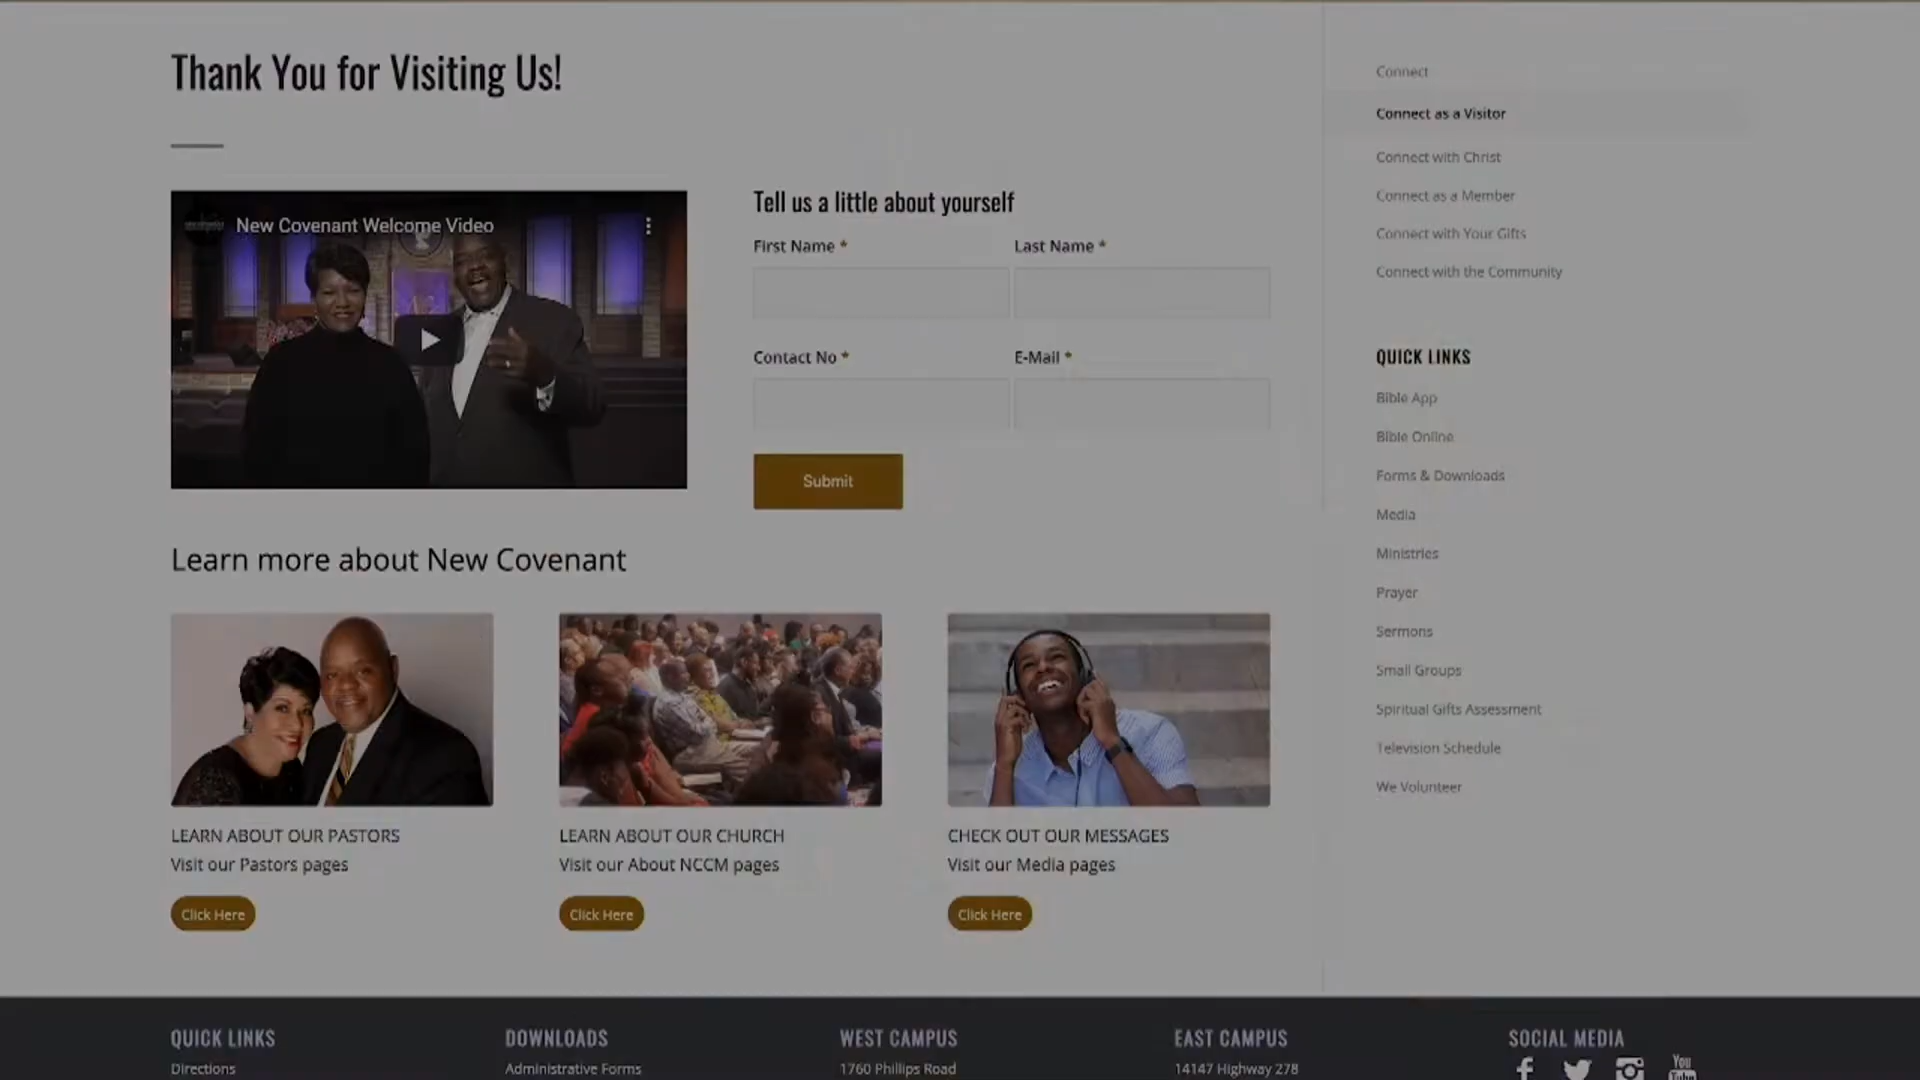 Thank You for Visiting Us!
New Covenant Welcome Video
Tell us a little about yourself
First Name *
Last Name *
Contact No *
E-Mail *
Submit
Learn more about New Covenant
LEARN ABOUT OUR PASTORS
Visit our Pastors pages
Click Here
LEARN ABOUT OUR CHURCH
Visit our About NCCM pages
Click Here
CHECK OUT OUR MESSAGES
Visit our Media pages
Click Here
Connect
Connect as a Visitor
Connect with Christ
Connect as a Member
Connect with Your Gifts
Connect with the Community
QUICK LINKS
Bible App
Bible Online
Forms & Downloads
Media
Ministries
Prayer
Sermons
Small Groups
Spiritual Gifts Assessment
Television Schedule
We Volunteer
QUICK LINKS
Directions
DOWNLOADS
Administrative Forms
WEST CAMPUS
1760 Phillips Road
EAST CAMPUS
14147 Highway 278
SOCIAL MEDIA
You
Tube